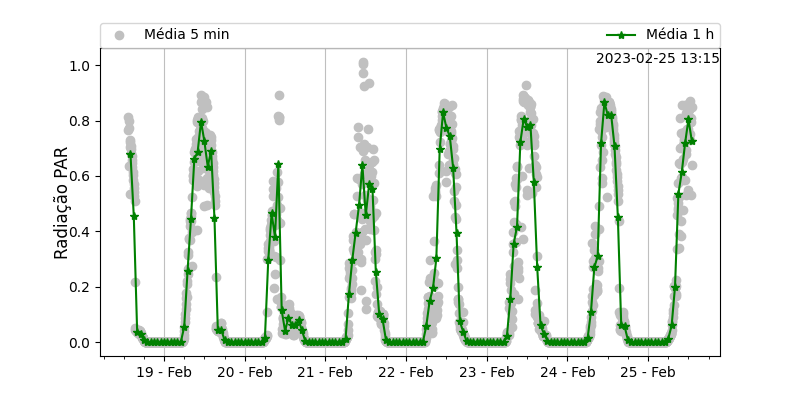 Média 5 min
Média 1 h
2023-02-25 13:15
Radiação PAR
1.0
0.8
0.6
0.4
0.2
0.0
19 - Feb
20 - Feb
21 - Feb
22 - Feb
23 - Feb
24 - Feb
25 - Feb